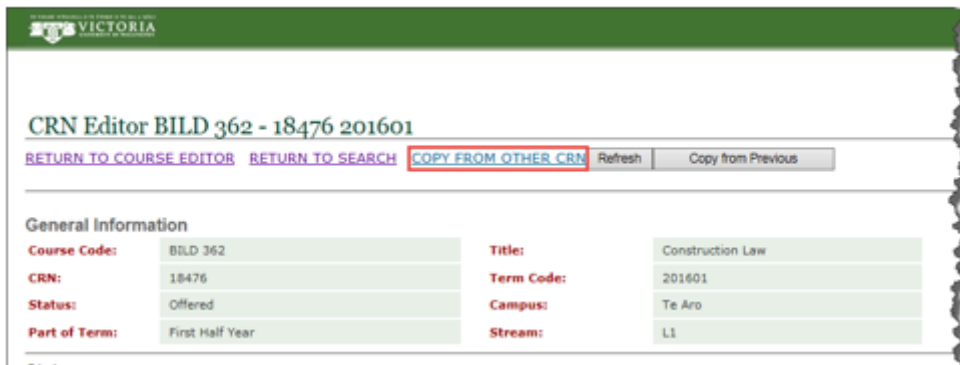 VICTORIA
CRN Editor BILD 362 - 18476 201601
RETURN TO COURSE EDITOR RETURN TO SEARCH COPY FROM OTHER CRN Refresh Copy from Previous
General Information
Course Code: BILD 362 Title: Construction Law
CRN: 18476 Term Code: 201601
Status: Offered Campus: Te Aro
Part of Term: First Half Year Stream: L1